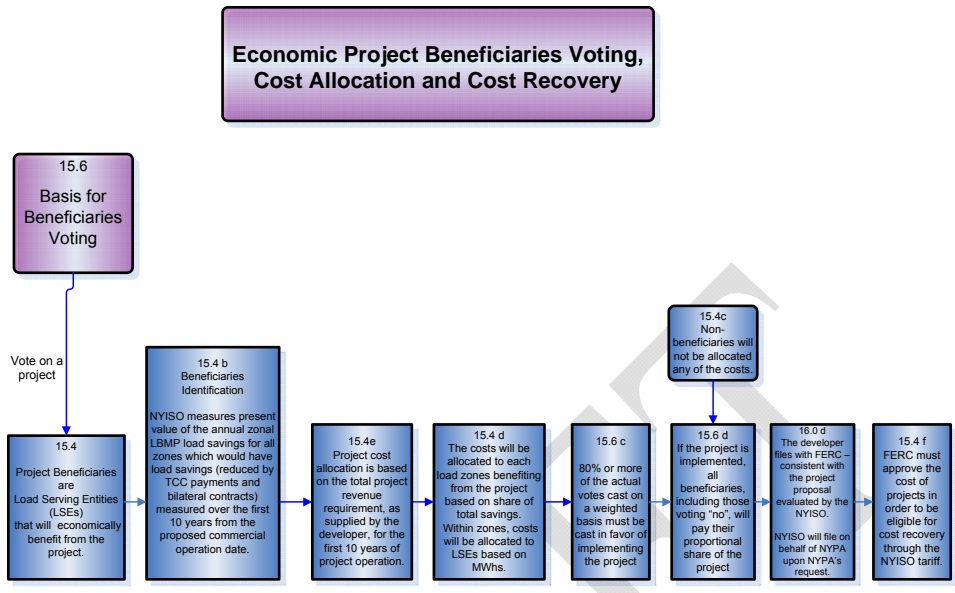 Economic Project Beneficiaries Voting,
Cost Allocation and Cost Recovery
15.6
Basis for
Beneficiaries
Voting
Vote on a
project
15.4
Project Beneficiaries
are
Load Serving Entities
(LSEs)
that will economically
benefit from the
project.
15.4 b
Beneficiaries
Identification
NYISO measures present
value of the annual zonal
LBMP load savings for all
zones which would have
load savings (reduced by
TCC payments and
bilateral contracts)
measured over the first
10 years from the
proposed commercial
operation date.
15.4e
Project cost
allocation is based
on the total project
revenue
requirement, as
supplied by the
developer, for the
first 10 years of
project operation.
15.4 d
The costs will be
allocated to each
load zones benefiting
from the project
based on share of
total savings.
Within zones, costs
will be allocated to
LSEs based on
MWhs.
15.6 c
80% or more
of the actual
votes cast on
a weighted
basis must be
cast in favor of
implementing
the project
15.4c
Non-
beneficiaries will
not be allocated
any of the costs.
15.6 d
If the project is
implemented,
all
beneficiaries,
including those
voting “no”, will
pay their
proportional
share of the
project
16.0 d
The developer
files with FERC –
consistent with
the project
proposal
evaluated by the
NYISO.
NYISO will file on
behalf of NYPA
upon NYPA’s
request.
15.4 f
FERC must
approve the
cost of
projects in
order to be
eligible for
cost recovery
through the
NYISO tariff.